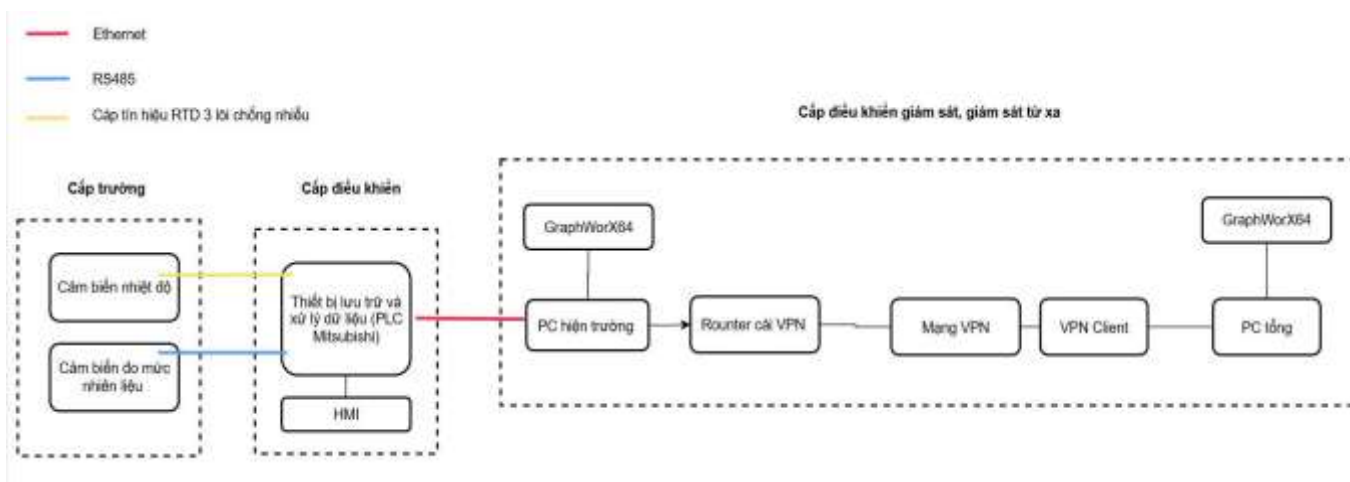 Ethernet
RS485
Cáp tín hiệu RTD 3 lõi chống nhiễu
Cấp điều khiển giám sát, giám sát từ xa
Cấp trường
Cấp điều khiển
GraphWorX64
GraphWorX64
Cảm biến nhiệt độ
Thiết bị lưu trữ và
xử lý dữ liệu (PLC
Mitsubishi)
PC hiện trường
Rounter cài VPN
Mạng VPN
VPN Client
PC tổng
Cảm biến đo mức
nhiên liệu
HMI